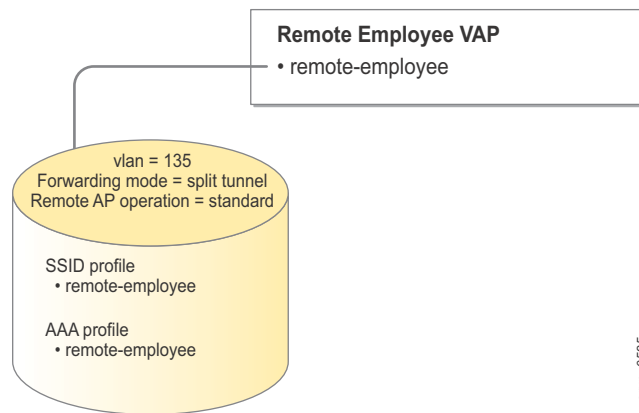 Remote Employee VAP
• remote-employee
vlan = 135
Forwarding mode = split tunnel
Remote AP operation = standard
SSID profile
• remote-employee
AAA profile
• remote-employee